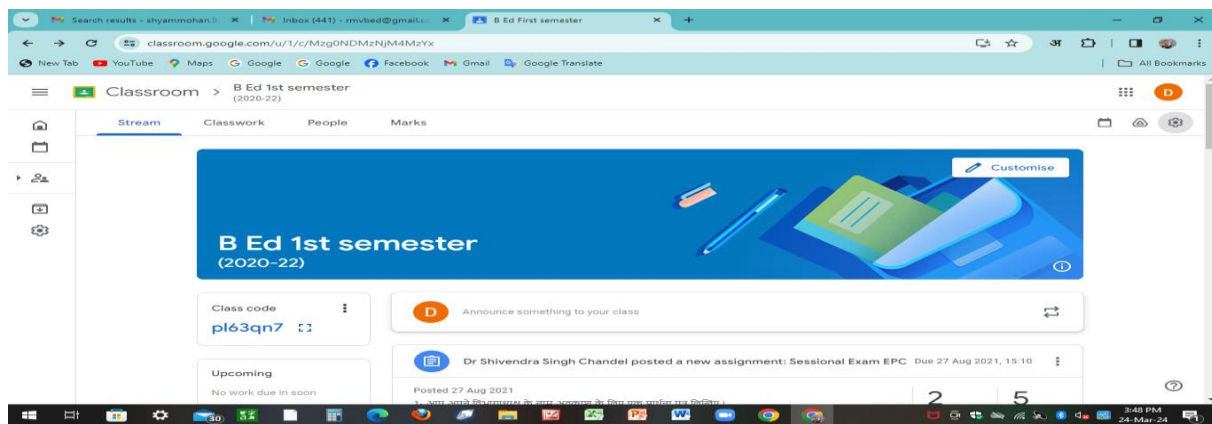 Search results - shyammohan.
Inbox (441) - rmvbed@gmail.c
B Ed First semester
classroom.google.com/u/1/c/Mzg0NDMzNjM4MzYx
अ
New Tab
YouTube
Maps
Google
Google
Facebook
Gmail
Google Translate
All Bookmarks
Classroom > B Ed 1st semester
(2020-22)
D
Stream Classwork People Marks
Customise
B Ed 1st semester
(2020-22)
Class code
pl63qn7
D Announce something to your class
Dr Shivendra Singh Chandel posted a new assignment: Sessional Exam EPC Due 27 Aug 2021, 15:10
Upcoming
No work due in soon
Posted 27 Aug 2021
2 5
3:48 PM
24-Mar-24